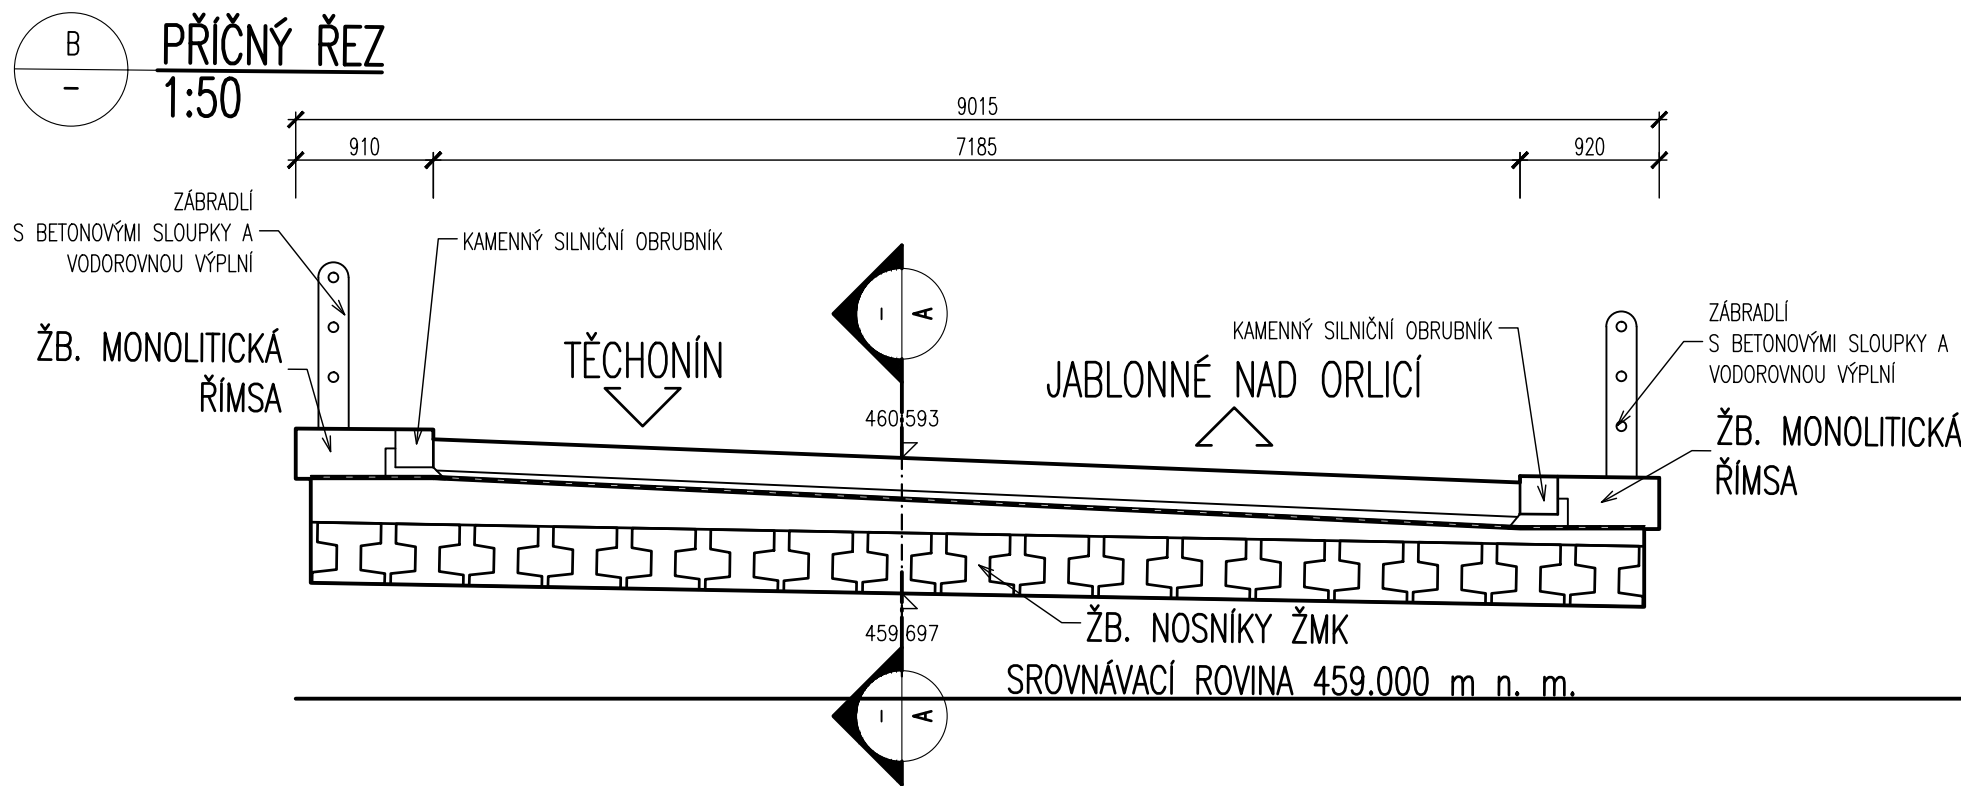 B
PŘÍČNÝ ŘEZ
–
1:50
9015
910
7185
920
ZÁBRADLÍ
S BETONOVÝMI SLOUPKY A
VODOROVNOU VÝPLNÍ
KAMENNÝ SILNIČNÍ OBRUBNÍK
ŽB. MONOLITICKÁ
ŘÍMSA
TĚCHONÍN
– A
460.593
KAMENNÝ SILNIČNÍ OBRUBNÍK
JABLONNÉ NAD ORLICÍ
ZÁBRADLÍ
S BETONOVÝMI SLOUPKY A
VODOROVNOU VÝPLNÍ
ŽB. MONOLITICKÁ
ŘÍMSA
459.697
ŽB. NOSNÍKY ŽMK
SROVNÁVACÍ ROVINA 459.000 m n. m.
– A